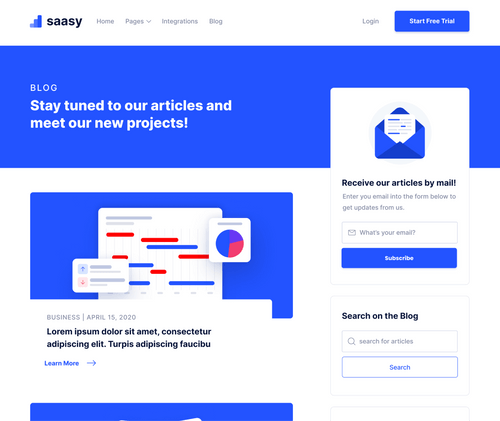 saasy
Home
Pages
Integrations
Blog
Login
Start Free Trial
BLOG
Stay tuned to our articles and
meet our new projects!
Receive our articles by mail!
Enter you email into the form below to
get updates from us.
What's your email?
Subscribe
BUSINESS | APRIL 15, 2020
Lorem ipsum dolor sit amet, consectetur
adipiscing elit. Turpis adipiscing faucibu
Learn More
Search on the Blog
search for articles
Search